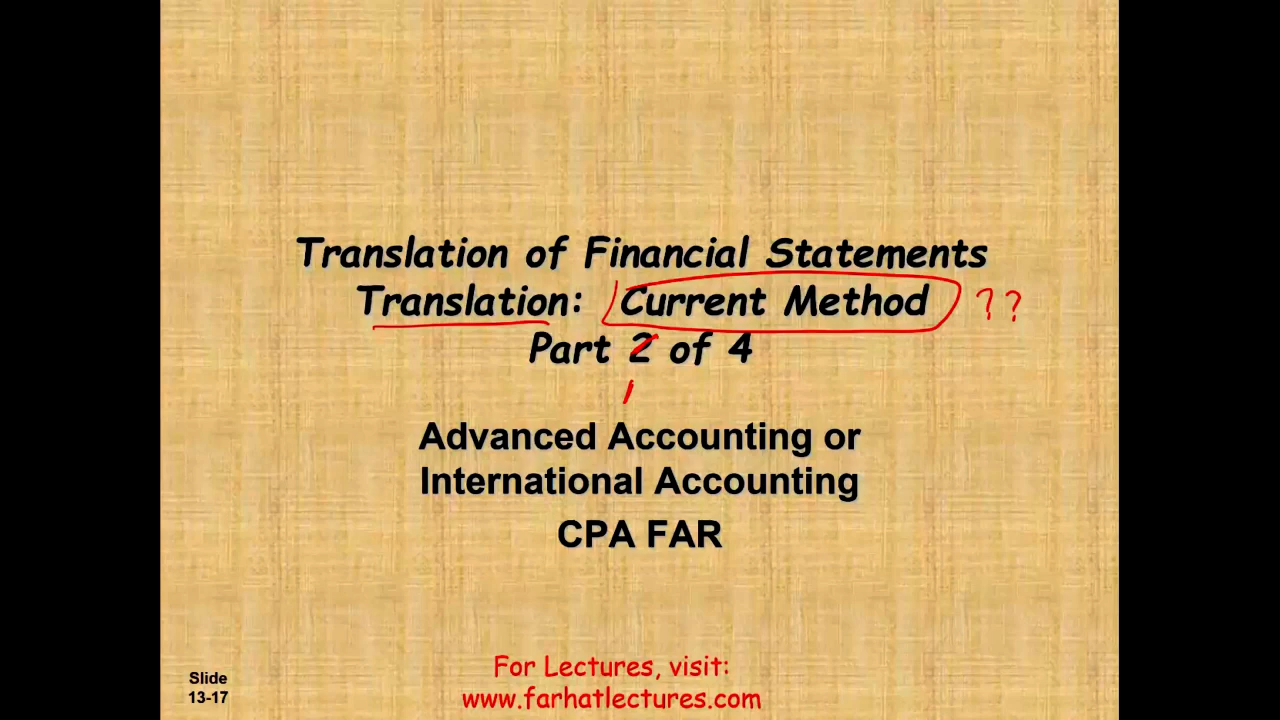 Translation of Financial Statements
Translation: Current Method ??
Part 2 of 4
1
Advanced Accounting or
International Accounting
CPA FAR
For Lectures, visit:
www.farhatlectures.com
Slide
13-17